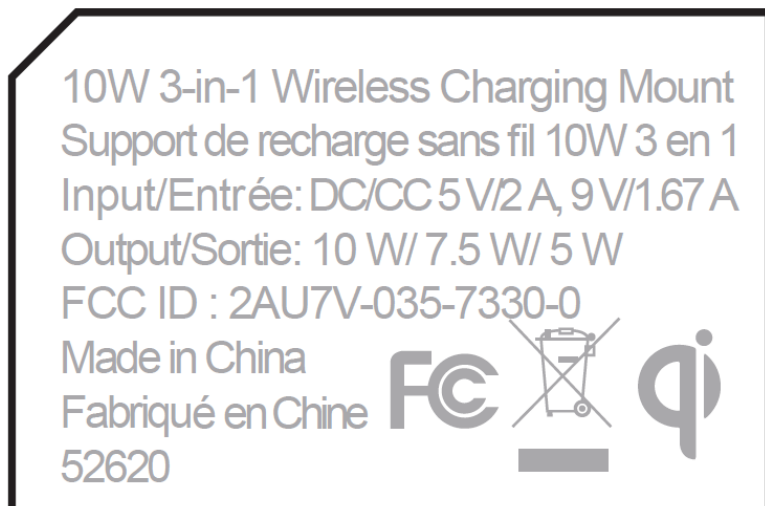 10W 3-in-1 Wireless Charging Mount
Support de recharge sans fil 10W 3 en 1
Input/Entrée: DC/CC 5 V/2 A, 9 V/1.67 A
Output/Sortie: 10 W/ 7.5 W/ 5 W
FCC ID : 2AU7V-035-7330-0
Made in China
Fabriqué en Chine
52620
FC
qi